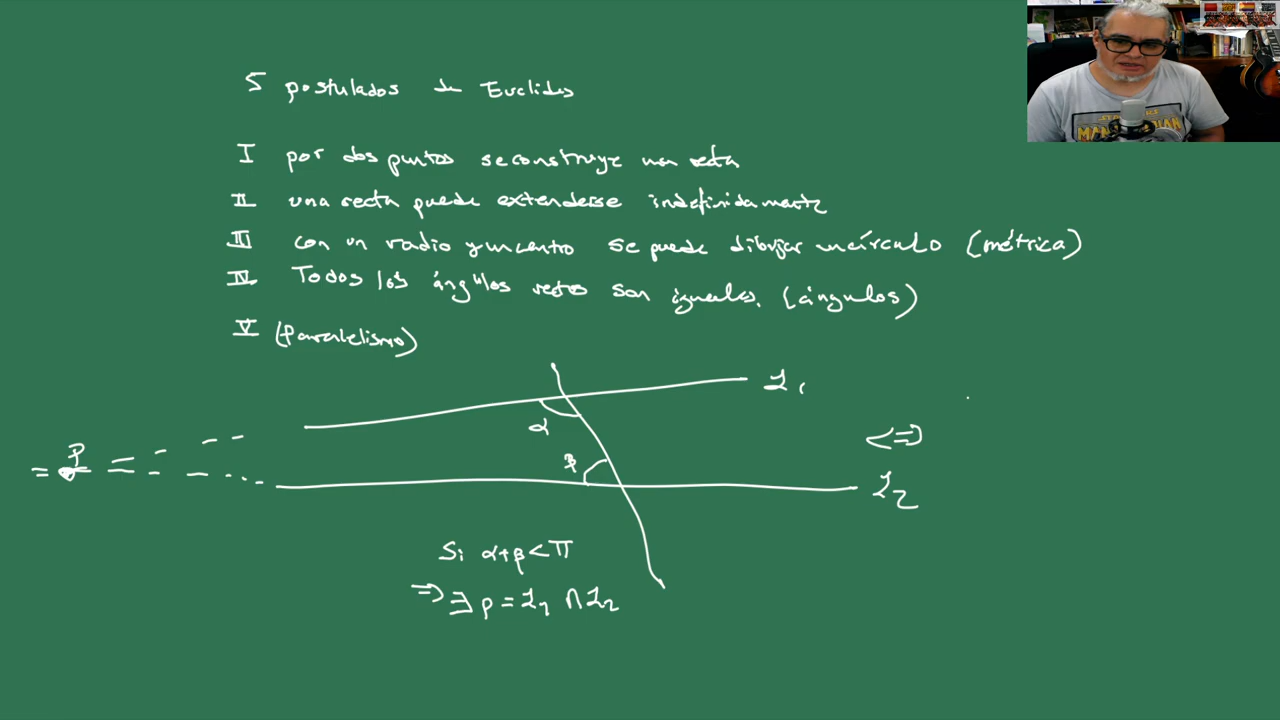 5 postulados de Euclides
I por dos puntos se construye una recta
II una recta puede extenderse indefinidamente
III con un radio y un centro se puede dibujar un círculo (métrica)
IV Todos los ángulos rectos son iguales. (ángulos)
V (paralelismo)
L1
α
P
β
<=>
L2
Si α+β<π
=> ∃ p = L1 ∩ L2